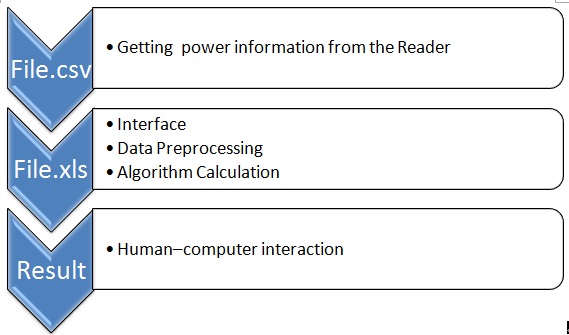 File.csv
• Getting power information from the Reader
File.xls
• Interface
• Data Preprocessing
• Algorithm Calculation
Result
• Human–computer interaction